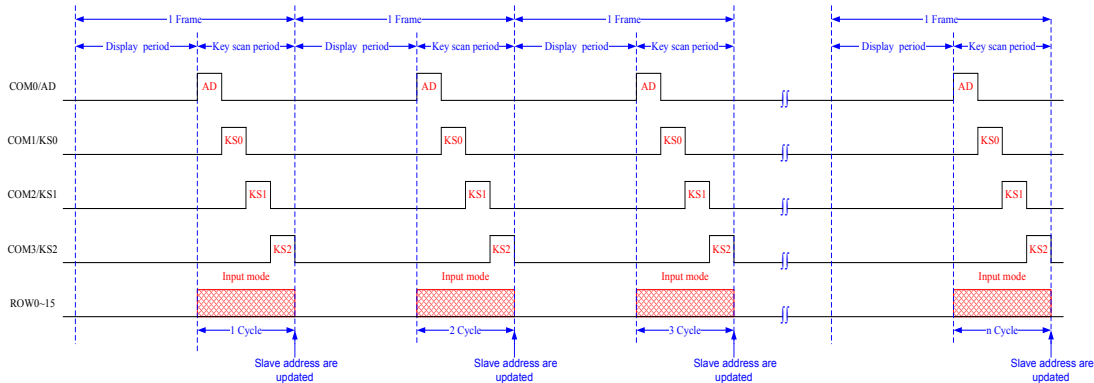 1 Frame 1 Frame 1 Frame 1 Frame
Display period Key scan period Display period Key scan period Display period Key scan period Display period Key scan period
COM0/AD AD AD AD AD
COM1/KS0 KS0 KS0 KS0 KS0
COM2/KS1 KS1 KS1 KS1 KS1
COM3/KS2 KS2 KS2 KS2 KS2
Input mode Input mode Input mode Input mode
ROW0~15
1 Cycle 2 Cycle 3 Cycle n Cycle
Slave address are Slave address are Slave address are Slave address are
updated updated updated updated